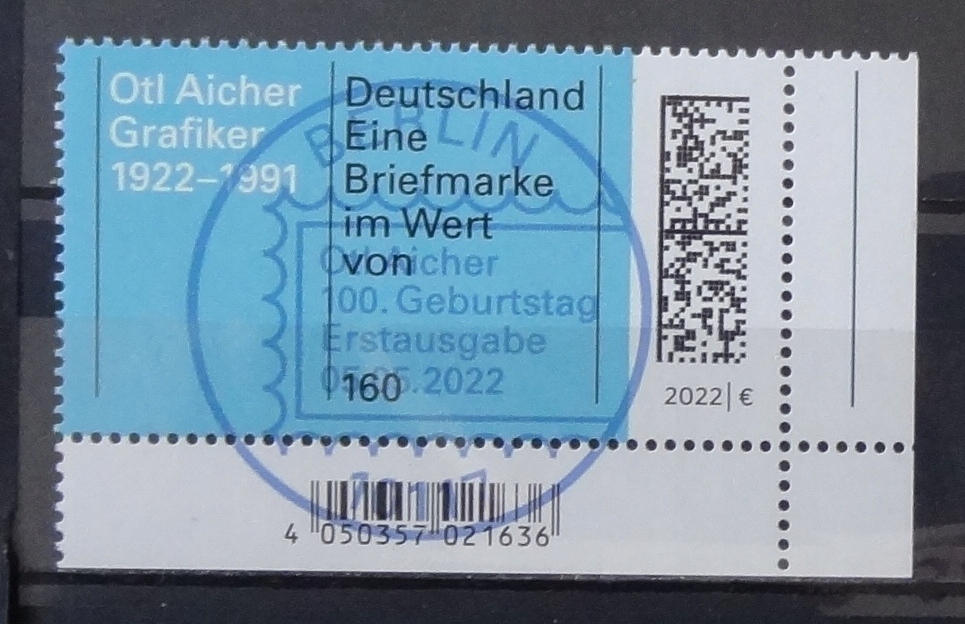 Otl Aicher
Grafiker
1922–1991
Deutschland
Eine
Briefmarke
im Wert
von
160
BERLIN
Otl Aicher
100. Geburtstag
Erstausgabe
05.05.2022
2022 | €
4 050357 021636